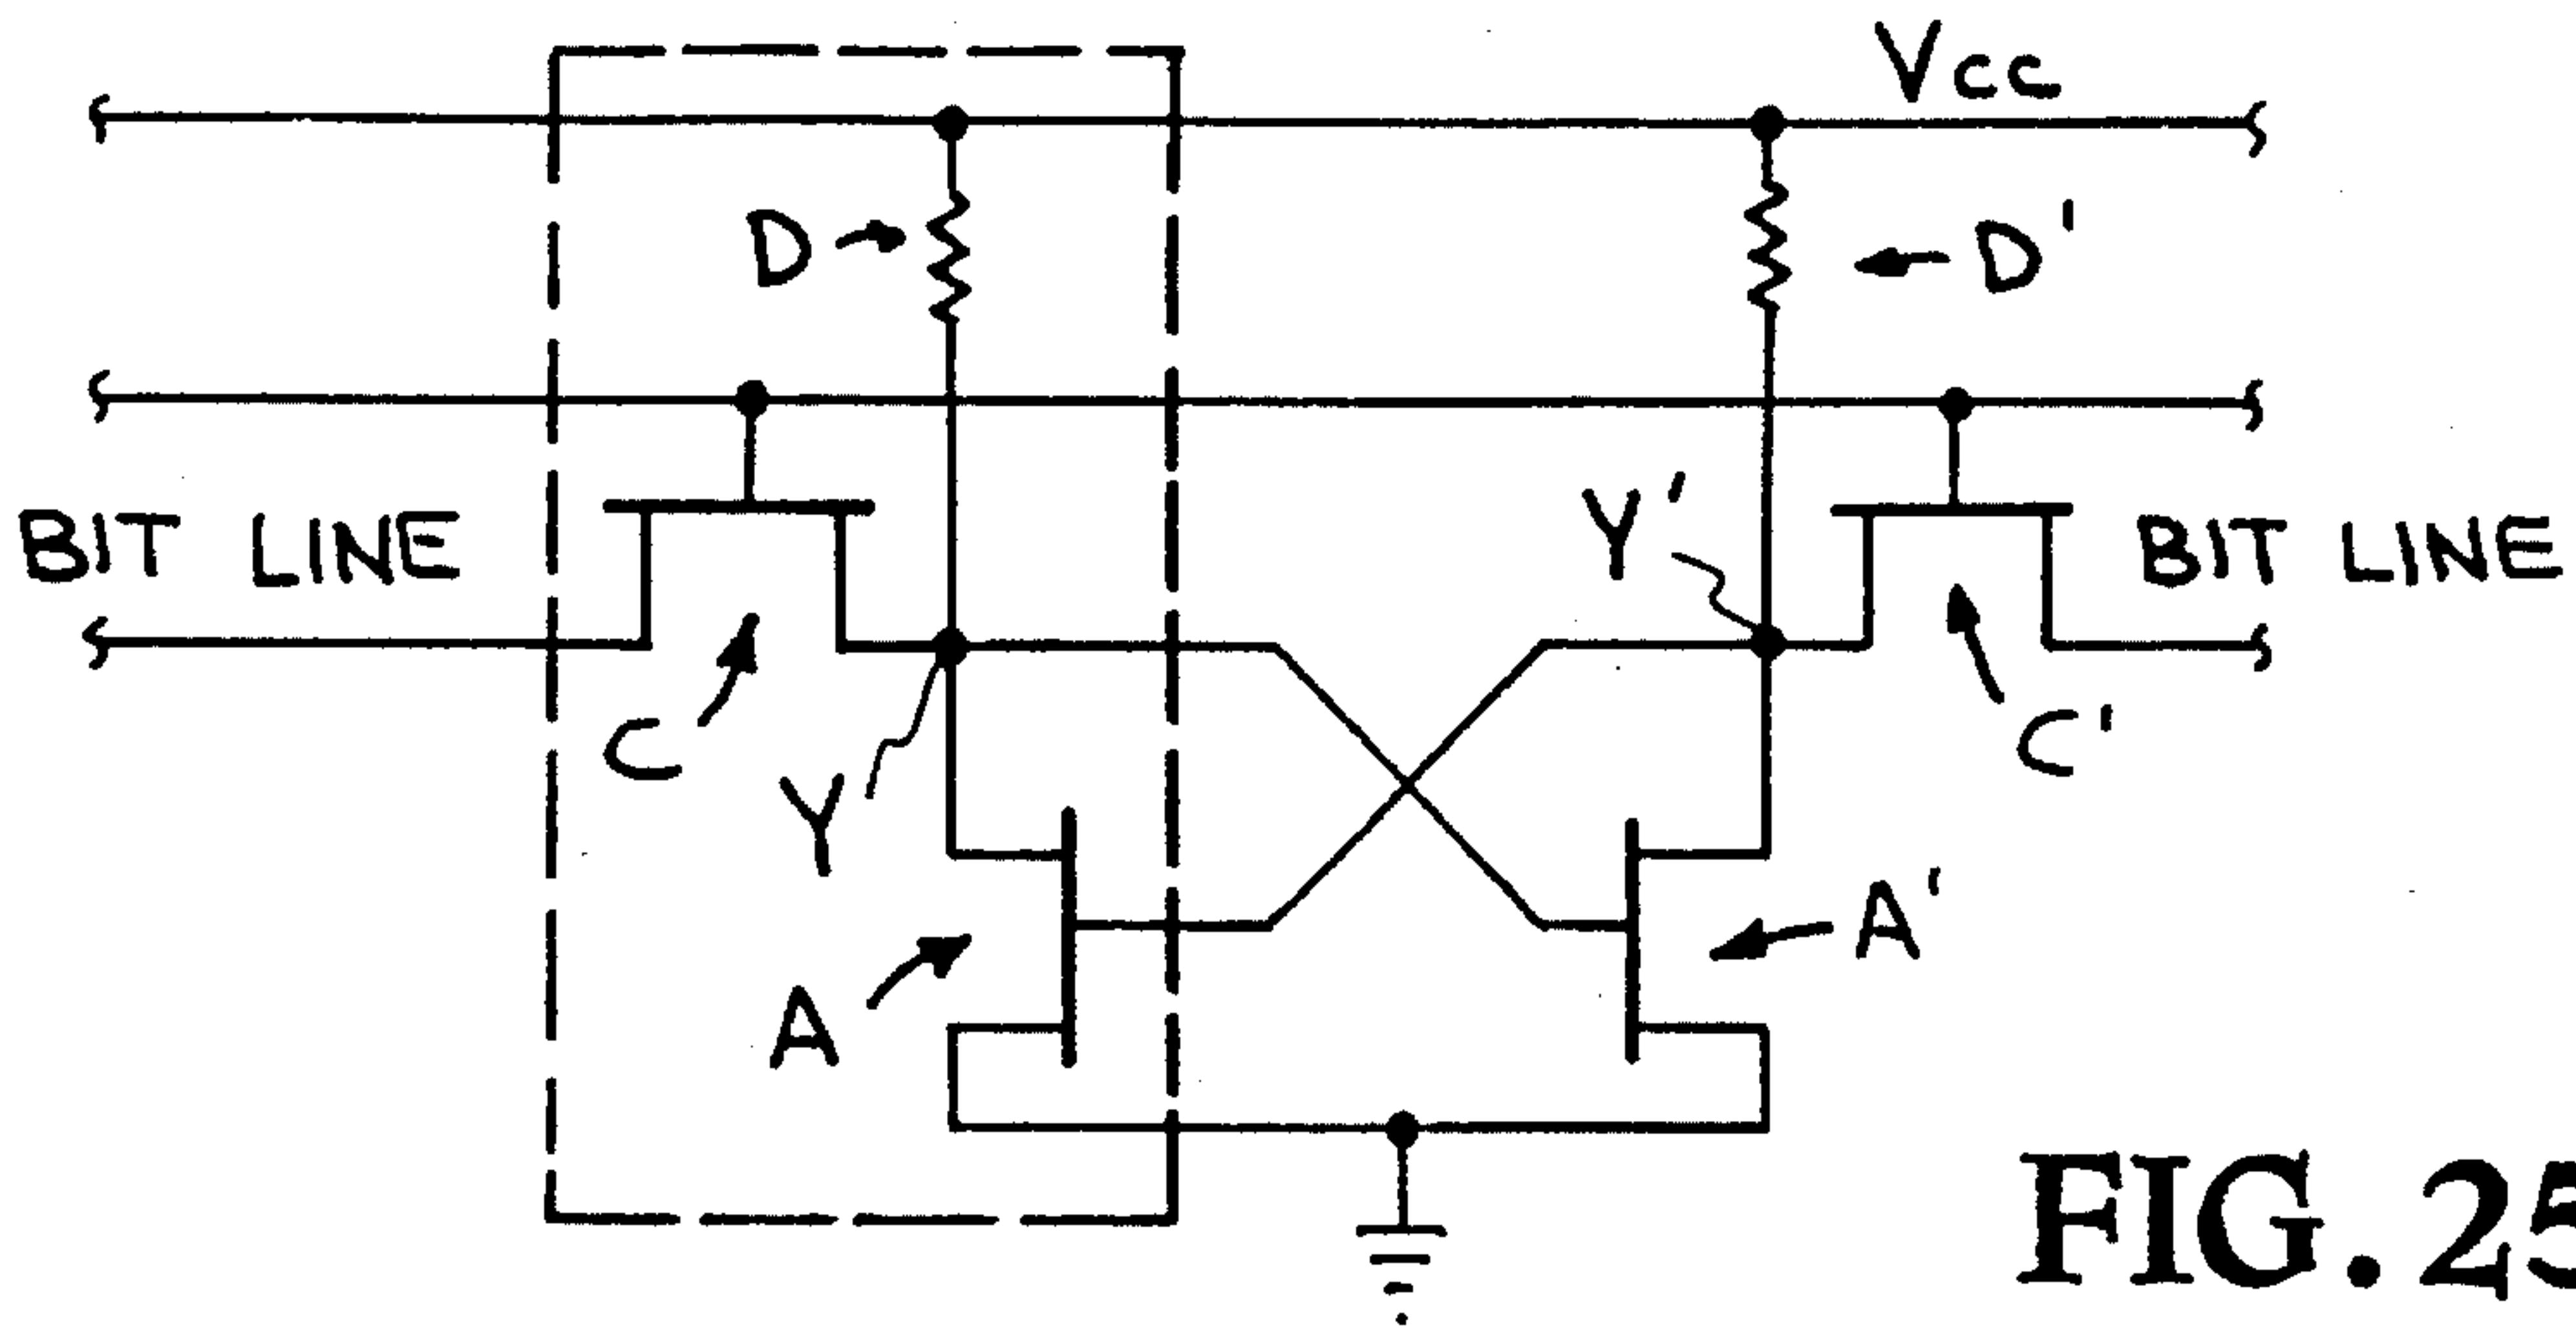 Vcc
D
D'
BIT LINE
Y'
BIT LINE
C
C'
Y
A'
A
FIG. 25